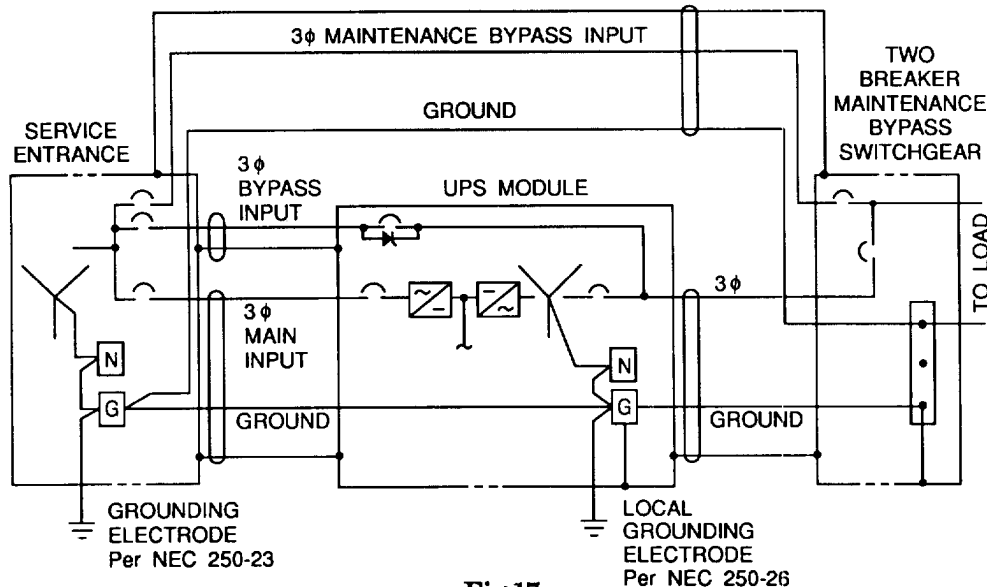 3ϕ MAINTENANCE BYPASS INPUT
TWO
BREAKER
MAINTENANCE
BYPASS
SWITCHGEAR
GROUND
SERVICE
ENTRANCE
3ϕ
BYPASS
INPUT
UPS MODULE
TO LOAD
3ϕ
MAIN
INPUT
3ϕ
N
G
GROUND
N
G
GROUND
GROUNDING
ELECTRODE
Per NEC 250-23
LOCAL
GROUNDING
ELECTRODE
Per NEC 250-26